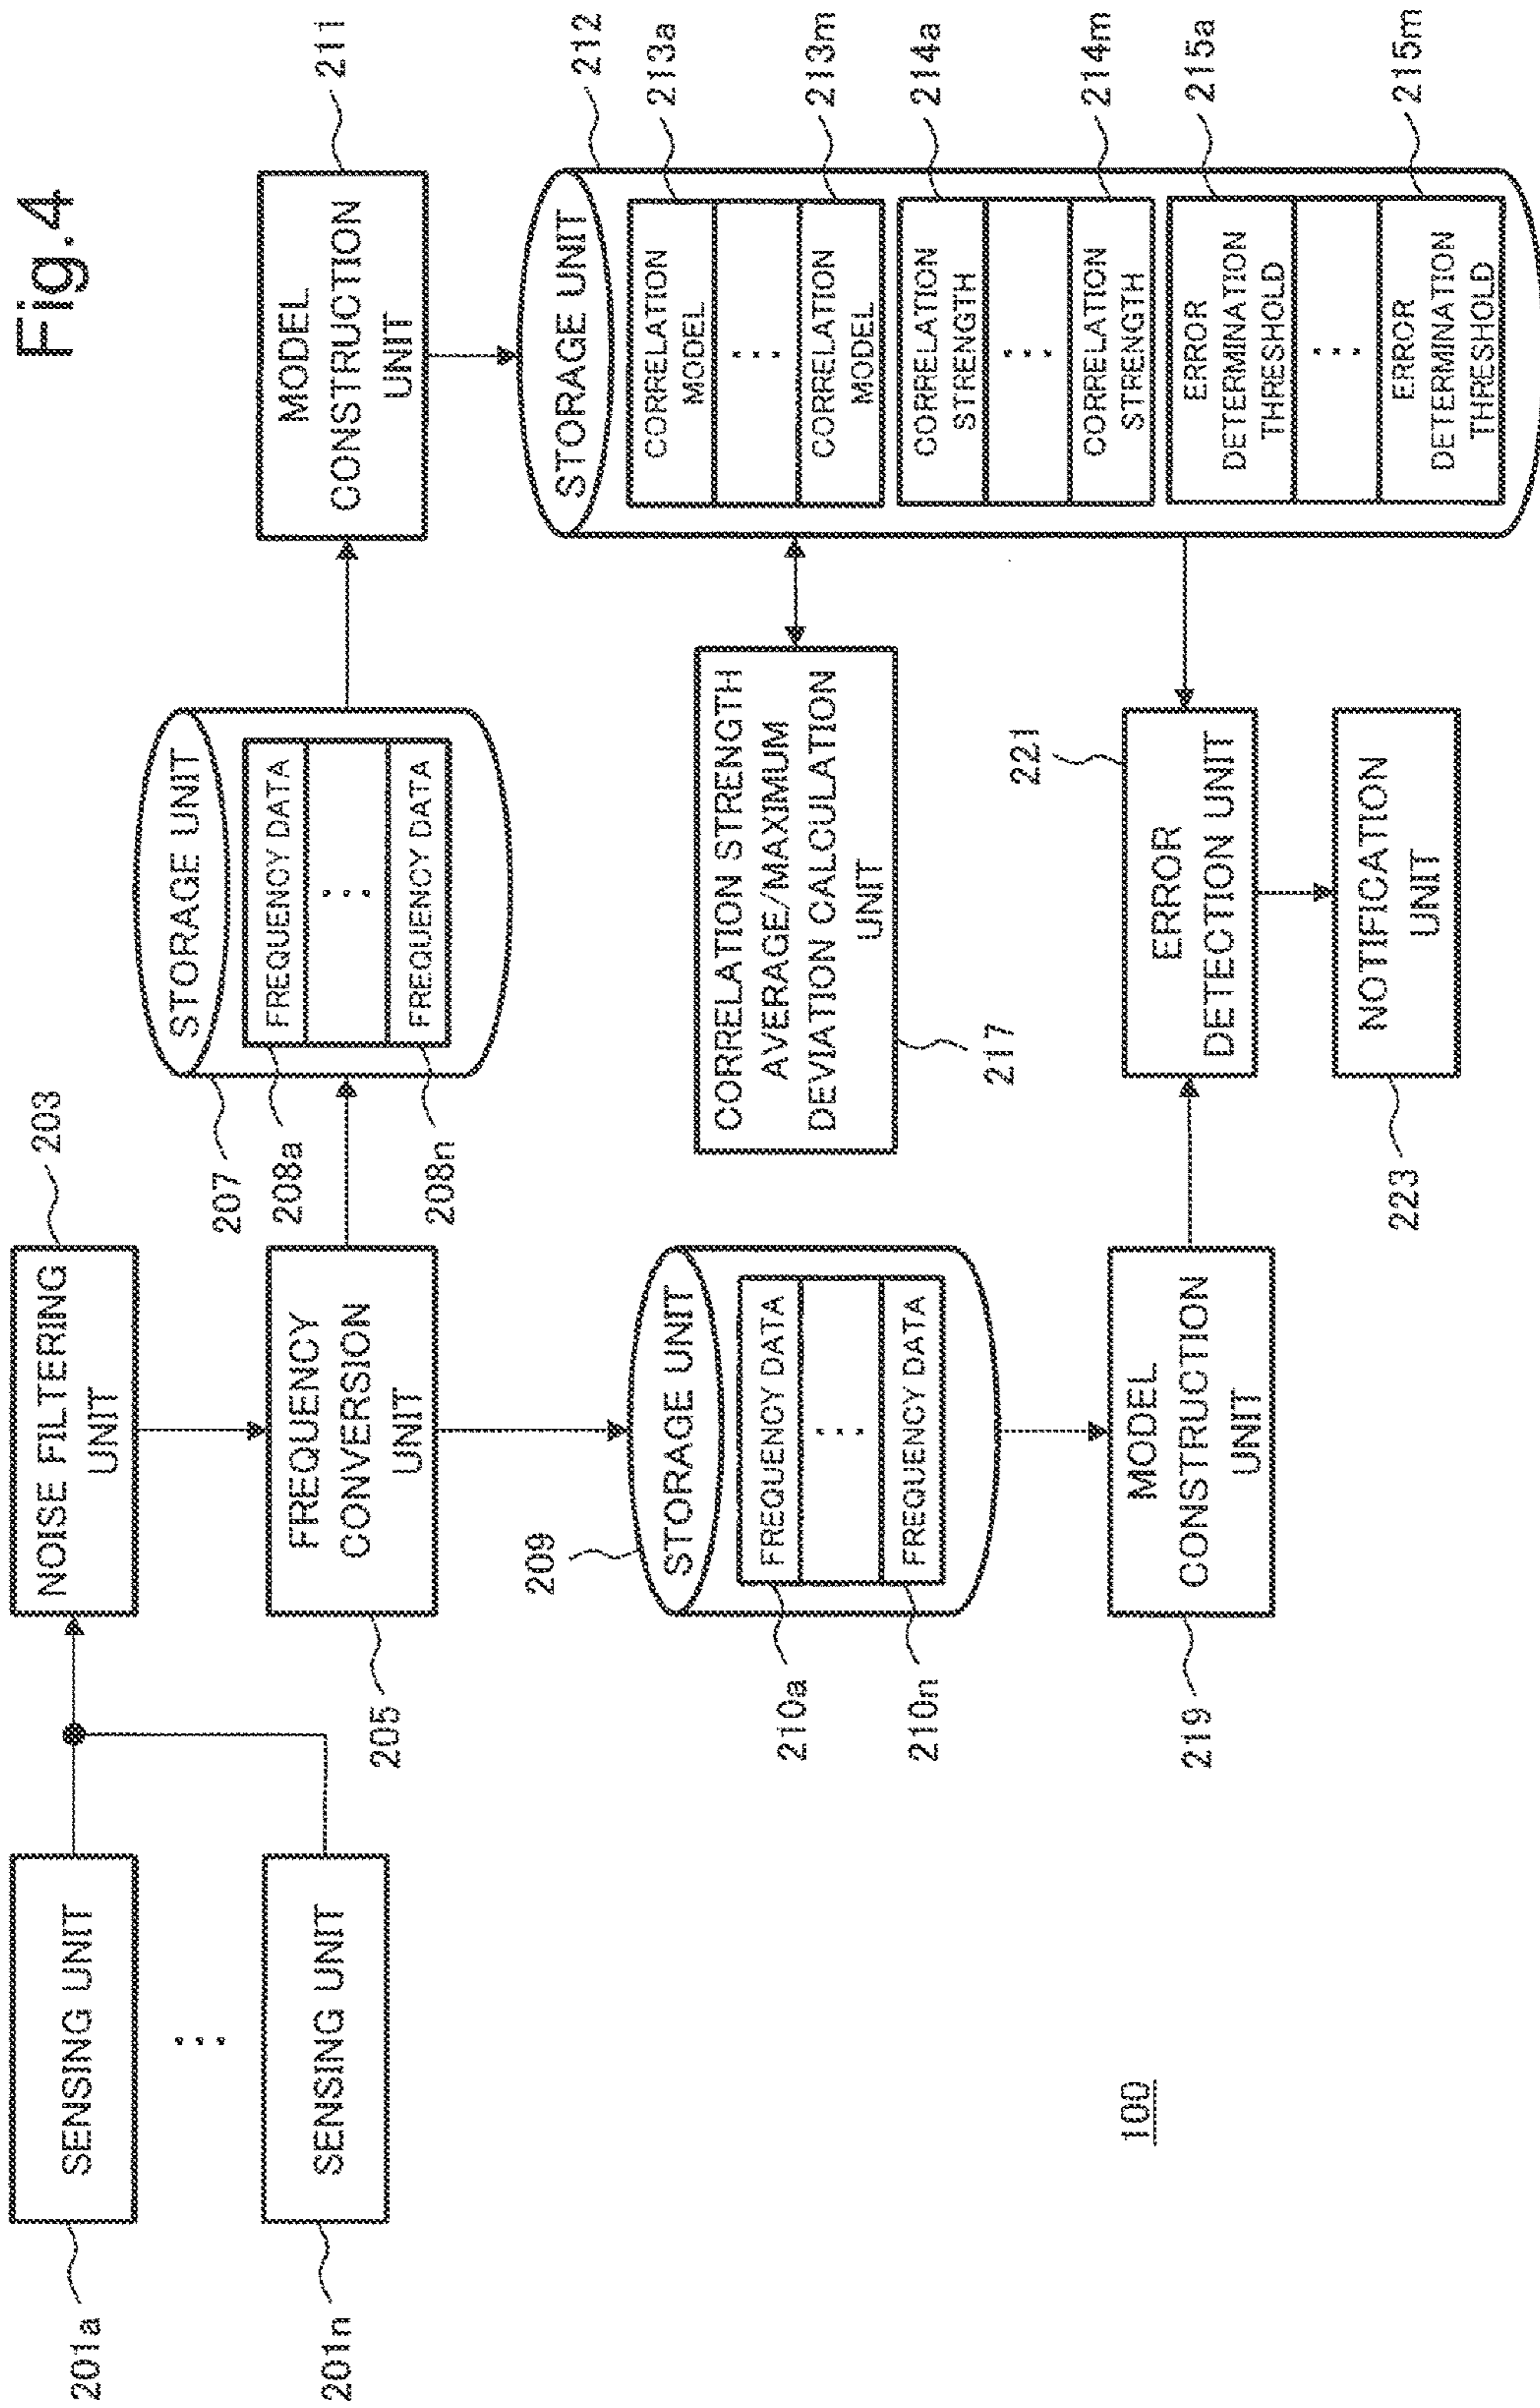 Fig.4
SENSING UNIT
201a
SENSING UNIT
201n
NOISE FILTERING
UNIT
203
FREQUENCY
CONVERSION
UNIT
205
STORAGE UNIT
FREQUENCY DATA
FREQUENCY DATA
207
208a
208n
MODEL
CONSTRUCTION
UNIT
211
STORAGE UNIT
209
FREQUENCY DATA
FREQUENCY DATA
210a
210n
CORRELATION STRENGTH
AVERAGE/MAXIMUM
DEVIATION CALCULATION
UNIT
217
STORAGE UNIT
212
CORRELATION
MODEL
213a
CORRELATION
MODEL
213m
CORRELATION
STRENGTH
214a
CORRELATION
STRENGTH
214m
ERROR
DETERMINATION
THRESHOLD
215a
ERROR
DETERMINATION
THRESHOLD
215m
MODEL
CONSTRUCTION
UNIT
219
ERROR
DETECTION UNIT
221
NOTIFICATION
UNIT
223
100